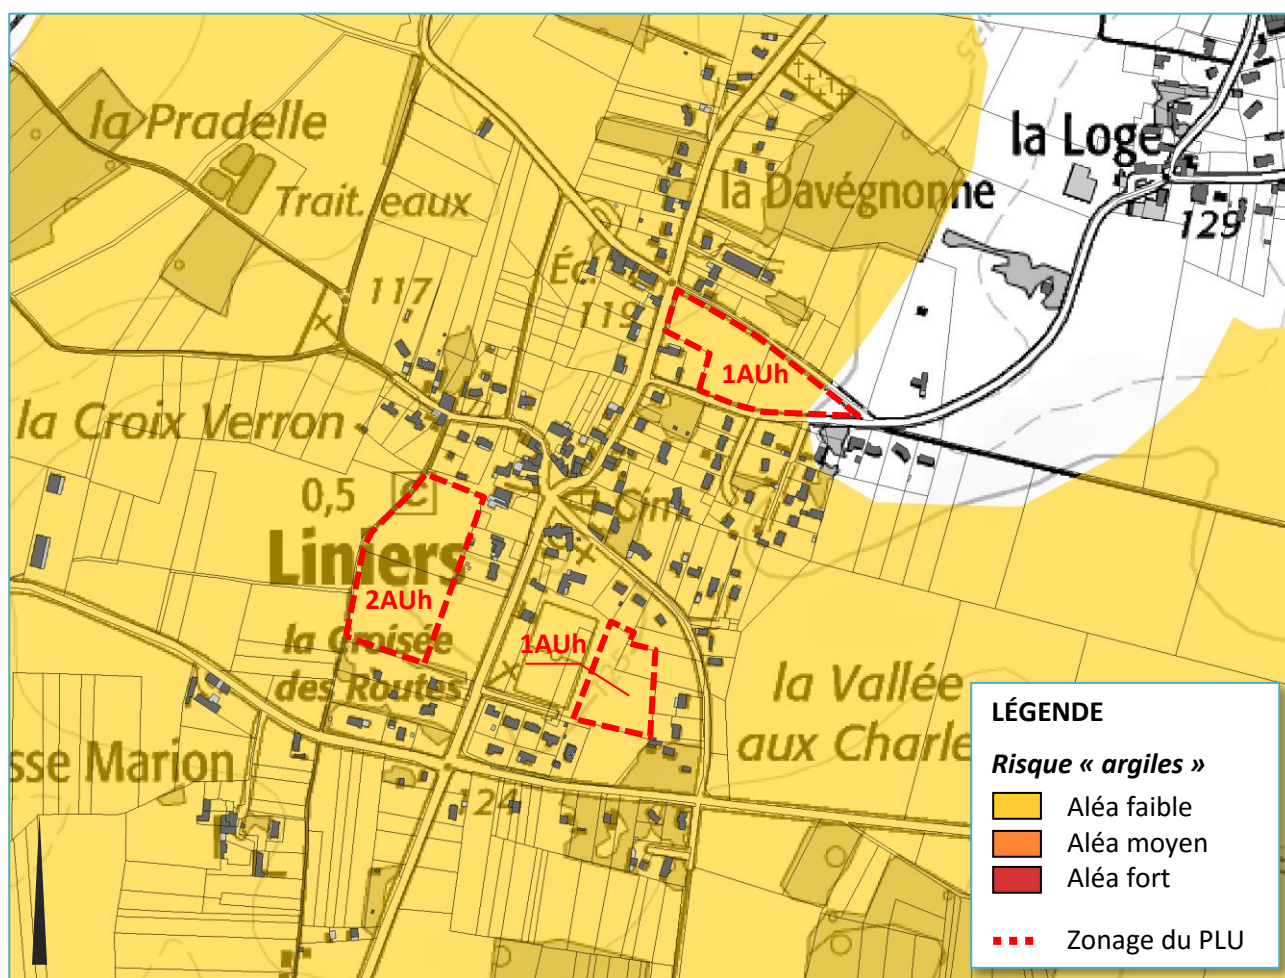 125
la Pradelle
la Loge
Trait. eaux
la Davégnonne
129
Éc.
117
119
1AUh
la Croix Verron
0,5 C
Cim.
Liniers
2AUh
la Croisée
des Routes
1AUh
la Vallée
aux Charle
sse Marion
124
LÉGENDE
Risque « argiles »
Aléa faible
Aléa moyen
Aléa fort
Zonage du PLU